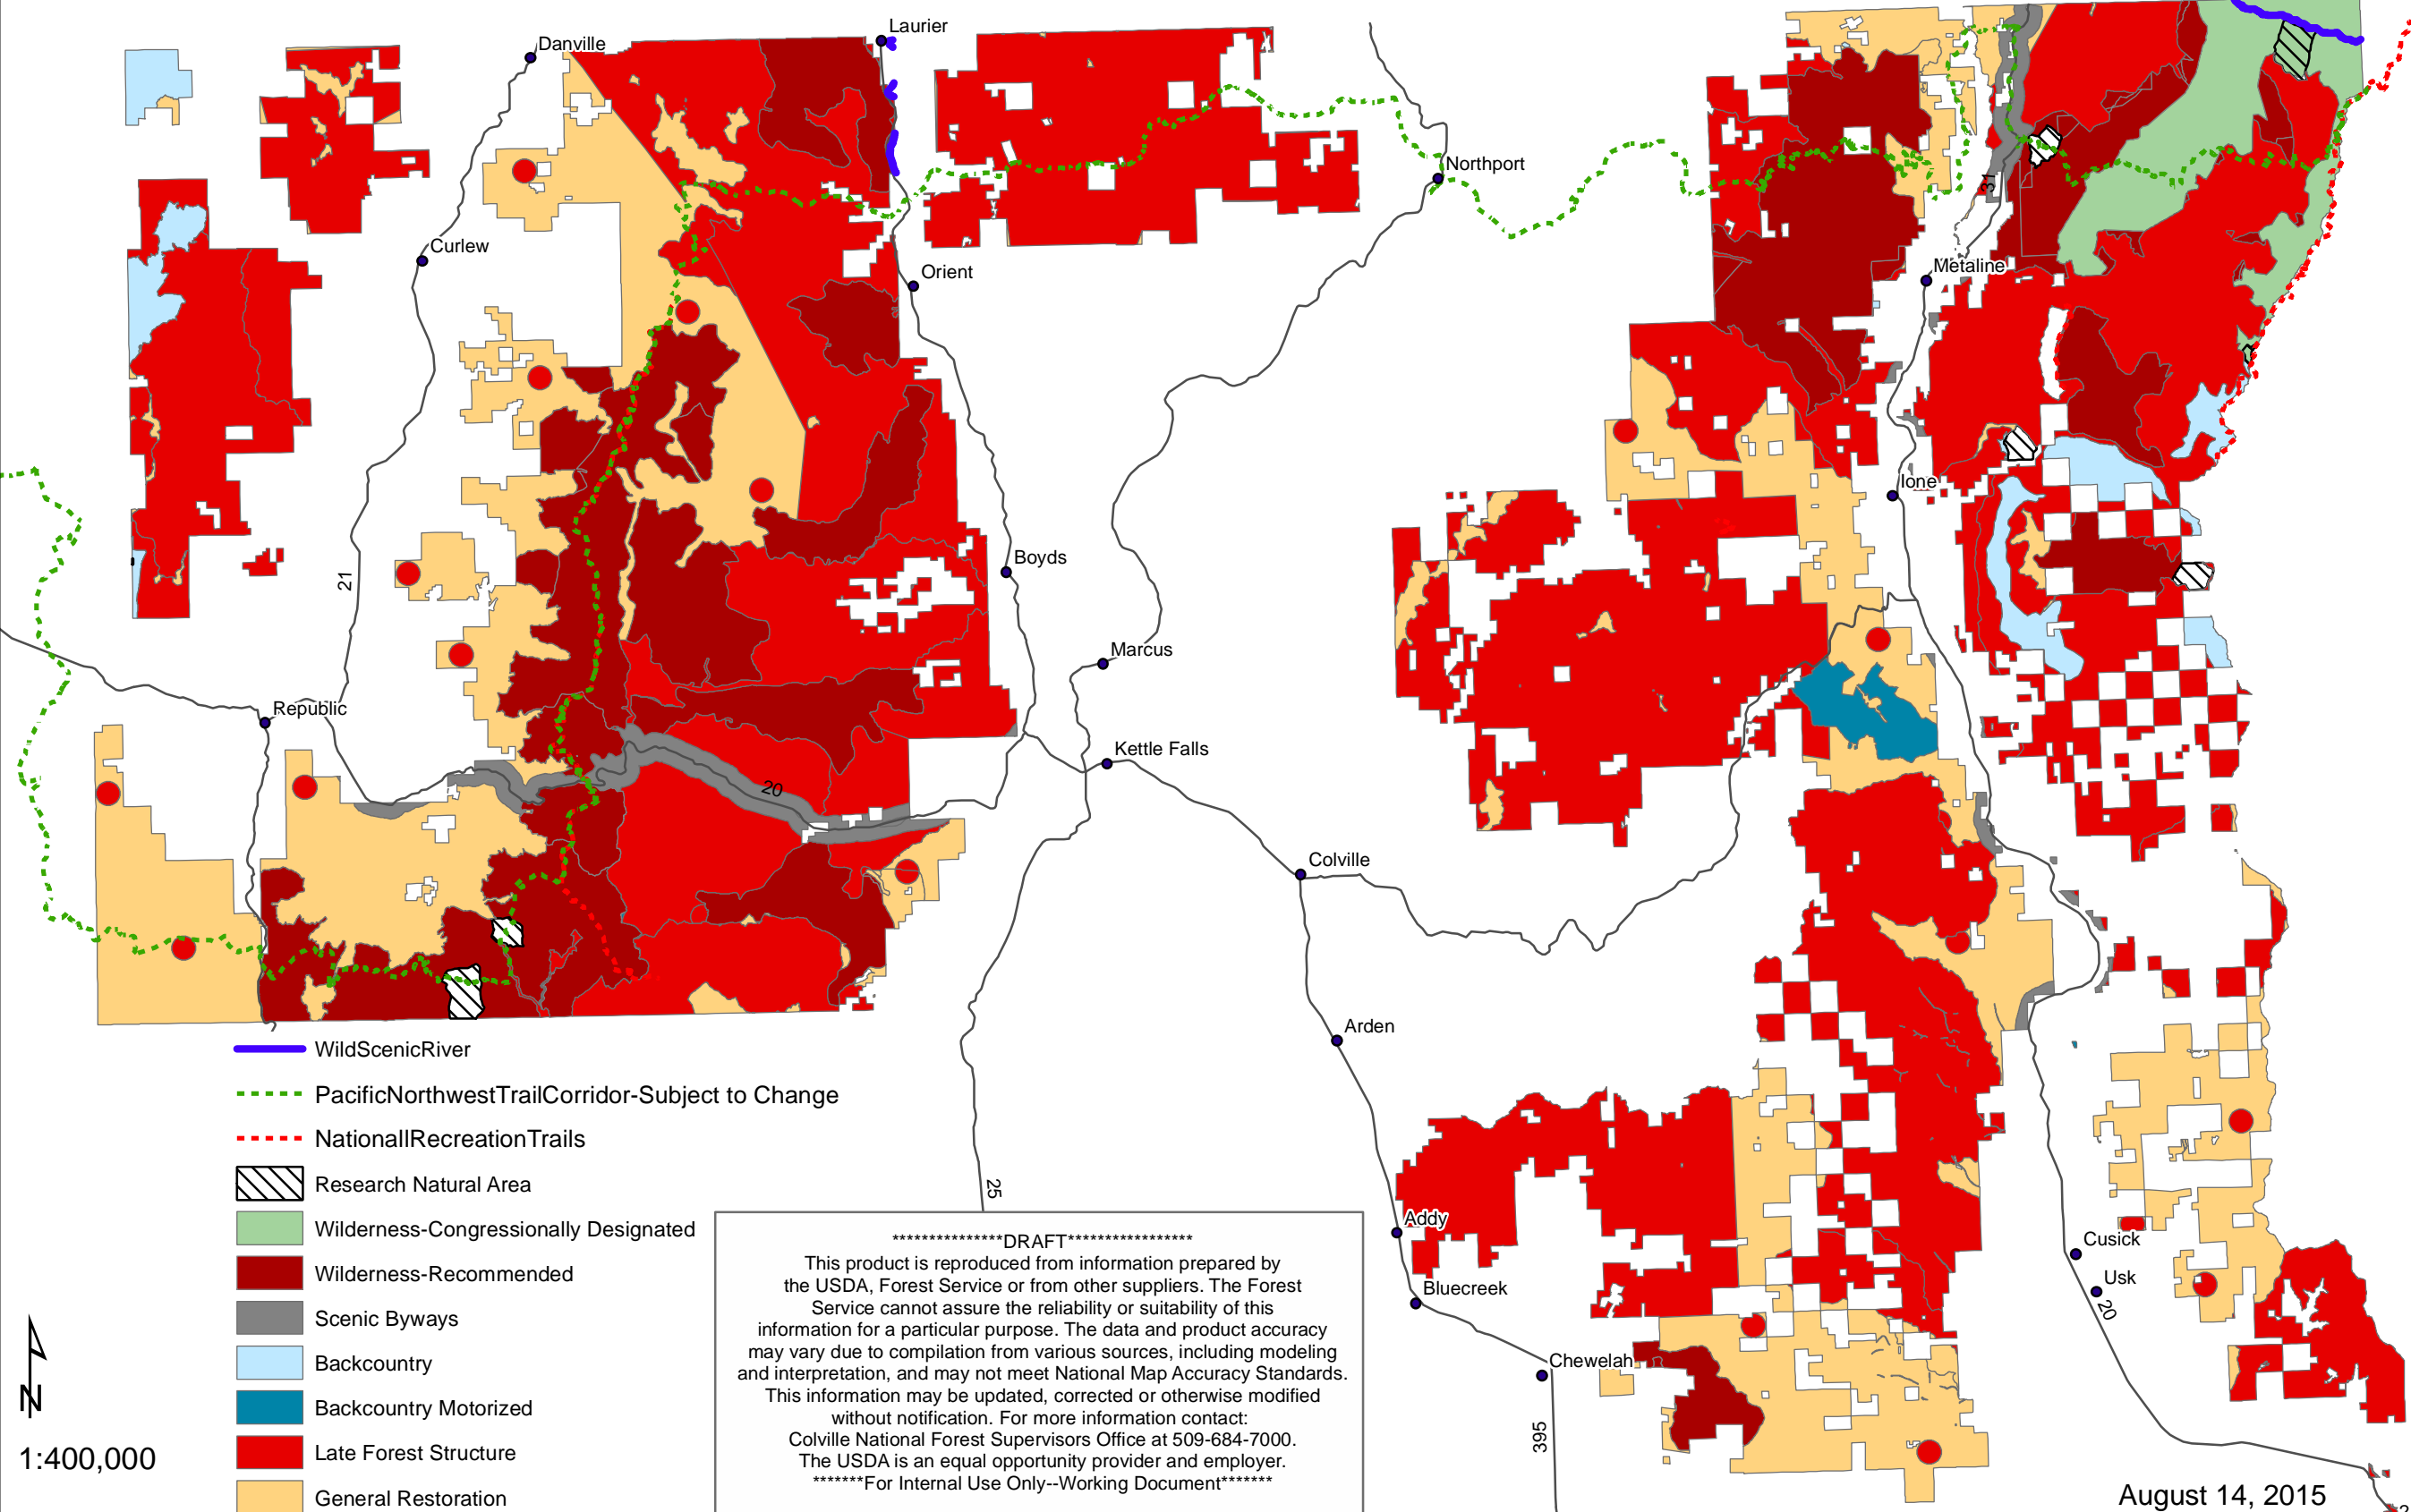 Laurier
Danville
Northport
31
Curlew
Metaline
Orient
Ione
Boyds
21
Marcus
Republic
Kettle Falls
20
Colville
Arden
WildScenicRiver
PacificNorthwestTrailCorridor-Subject to Change
NationallRecreationTrails
Research Natural Area
25
Addy
Wilderness-Congressionally Designated
Cusick
Wilderness-Recommended
Usk
Bluecreek
20
Scenic Byways
Backcountry
Chewelah
Backcountry Motorized
395
Late Forest Structure
General Restoration
N
1:400,000
***************DRAFT*****************
This product is reproduced from information prepared by
the USDA, Forest Service or from other suppliers. The Forest
Service cannot assure the reliability or suitability of this
information for a particular purpose. The data and product accuracy
may vary due to compilation from various sources, including modeling
and interpretation, and may not meet National Map Accuracy Standards.
This information may be updated, corrected or otherwise modified
without notification. For more information contact:
Colville National Forest Supervisors Office at 509-684-7000.
The USDA is an equal opportunity provider and employer.
*******For Internal Use Only--Working Document*******
August 14, 2015